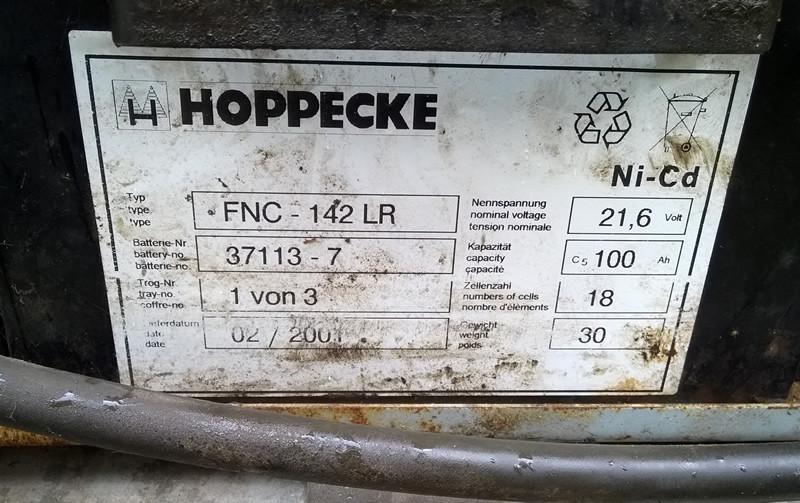 HOPPECKE
Ni-Cd
Typ
type
type
FNC - 142 LR
Nennspannung
nominal voltage
tension nominale
21,6 Volt
Batterie-Nr.
battery-no.
batterie-no.
37113 - 7
Kapazität
capacity
capacité
C5 100 Ah
Trog-Nr.
tray-no.
coffre-no.
1 von 3
Zellenzahl
numbers of cells
nombre d'éléments
18
date
date
02 /
Gewicht
weight
poids
30